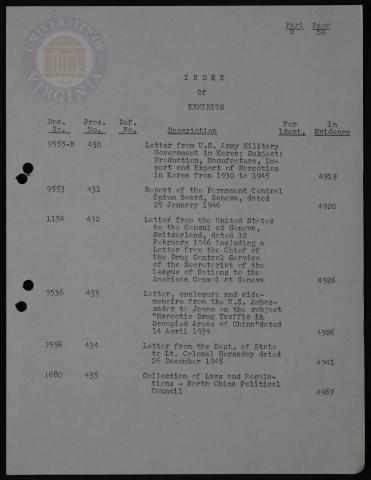 UNIVERSITY OF VIRGINIA
Part Page
2 58
I N D E X
Of
EXHIBITS
Doc. Pros. Def. For In
No. No. No. Description Ident. Evidence
9555-B 430 Letter from U.S. Army Military
Government in Korea; Subject:
Production, Manufacture, Im-
port and Export of Narcotics
in Korea from 1930 to 1945 4919
9553 431 Report of the Permanent Central
Opium Board, Geneva, dated
29 January 1946 4920
1154 432 Letter from the United States
to the Consul at Geneva,
Switzerland, dated 12
February 1946 including a
Letter from the Chief of
the Drug Control Service
of the Secretariat of the
League of Nations to the
American Consul at Geneva 4926
9536 433 Letter, enclosure and aide-
memoire from the U.S. Ambas-
sador to Japan on the subject
"Narcotic Drug Traffic in
Occupied Areas of China"dated
14 April 1939 4926
9556 434 Letter from the Dept. of State
to Lt. Colonel Hornaday dated
26 December 1945 4941
1680 435 Collection of Laws and Regula-
tions - North China Political
Council 4967